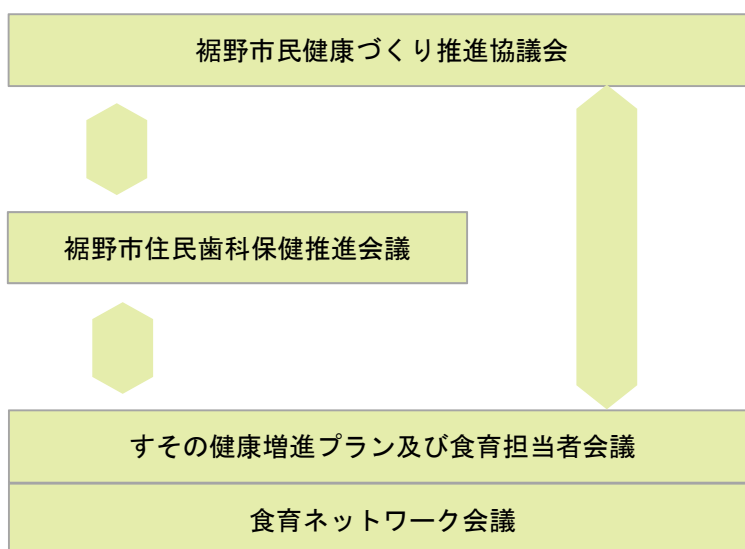 裾野市民健康づくり推進協議会
裾野市住民歯科保健推進会議
すその健康増進プラン及び食育担当者会議
食育ネットワーク会議